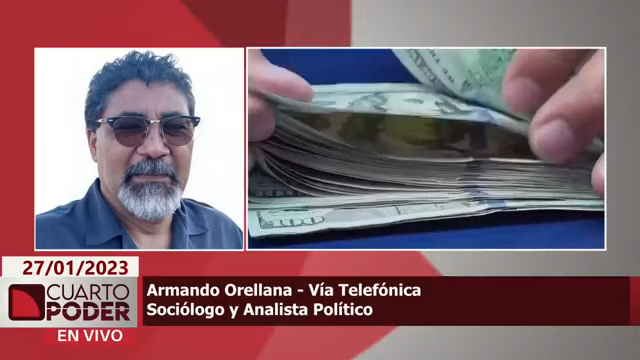 27/01/2023
CUARTO
PODER
EN VIVO
Armando Orellana - Vía Telefónica
Sociólogo y Analista Político